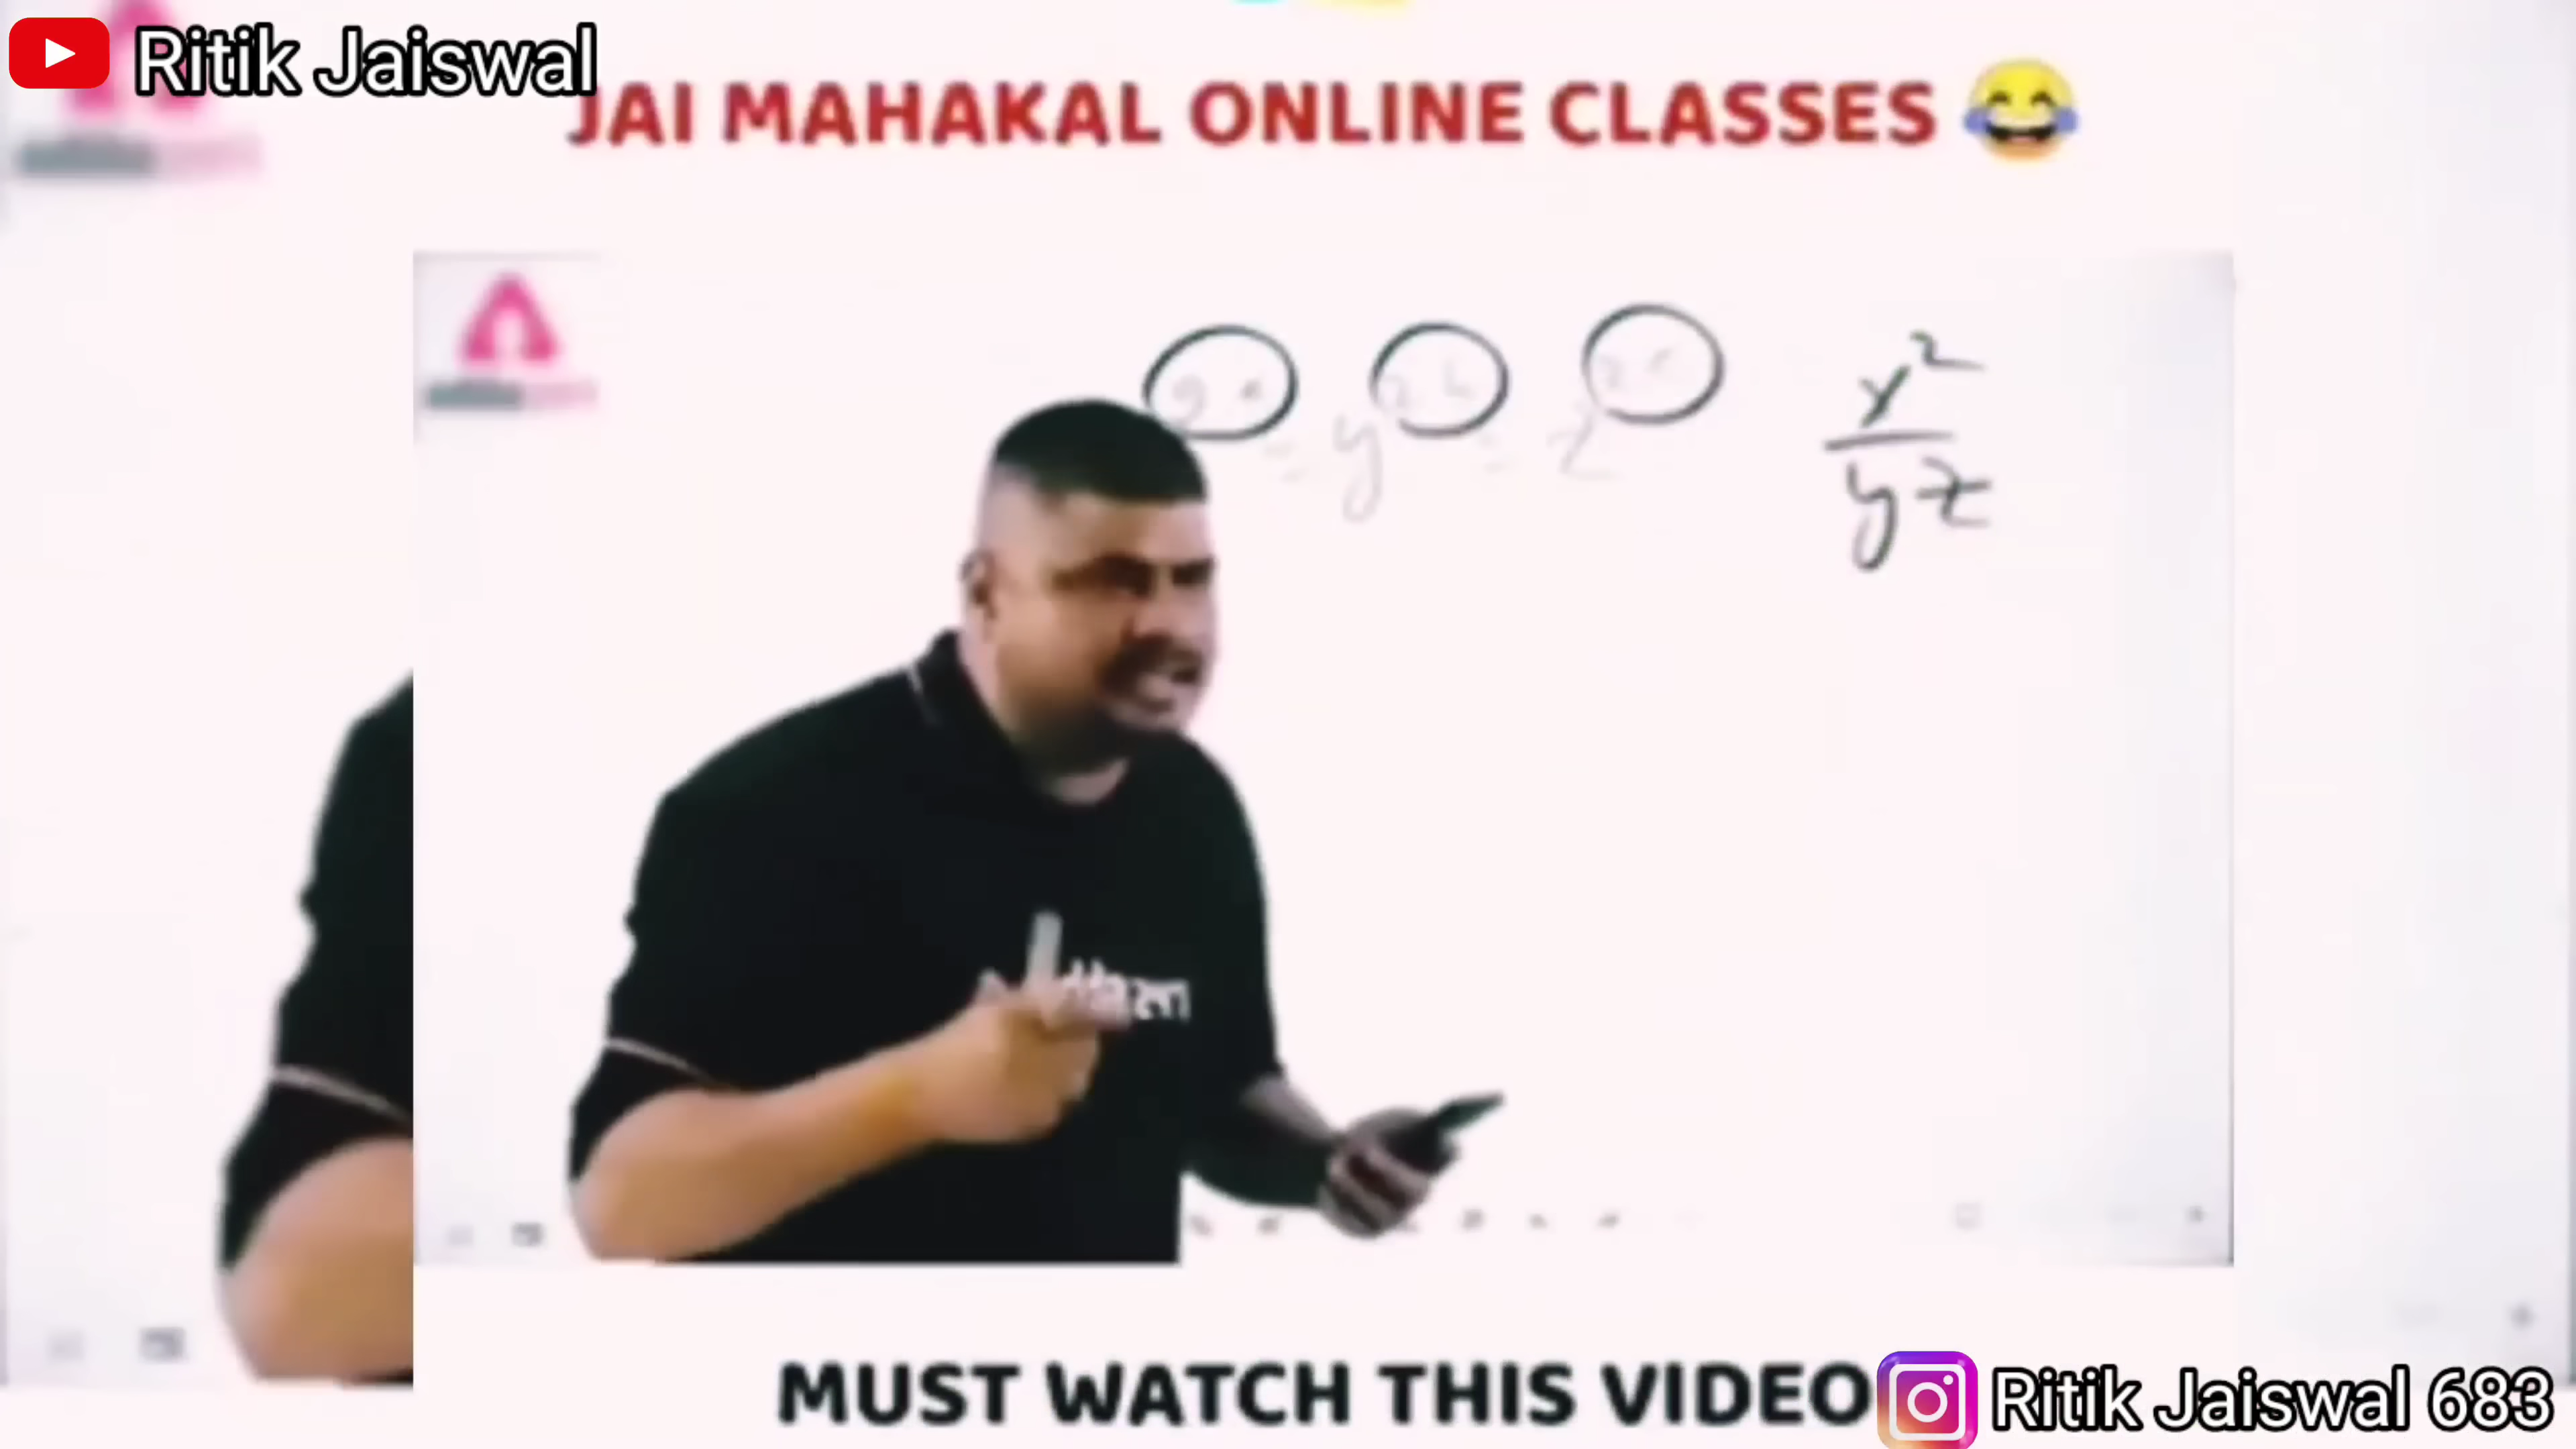 Ritik Jaiswal
JAI MAHAKAL ONLINE CLASSES 😂
= y = z
x²
yz
MUST WATCH THIS VIDEO
Ritik Jaiswal 683